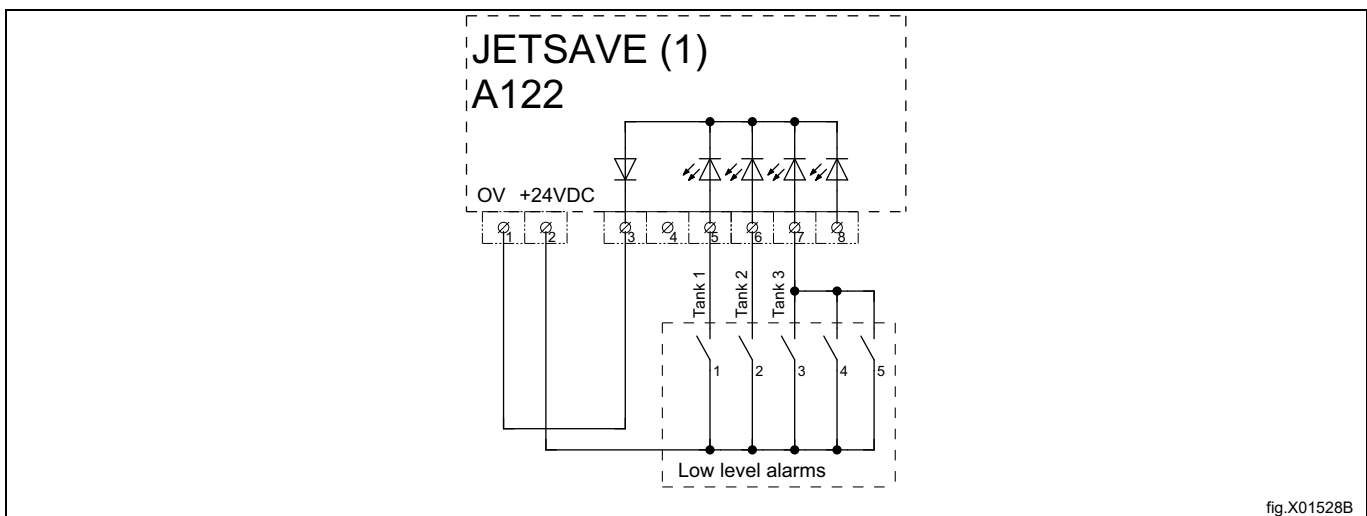 JETSAVE (1)
A122
OV +24VDC
1 2 3 4 5 6 7 8
Tank 1
Tank 2
Tank 3
1 2 3 4 5
Low level alarms
fig.X01528B